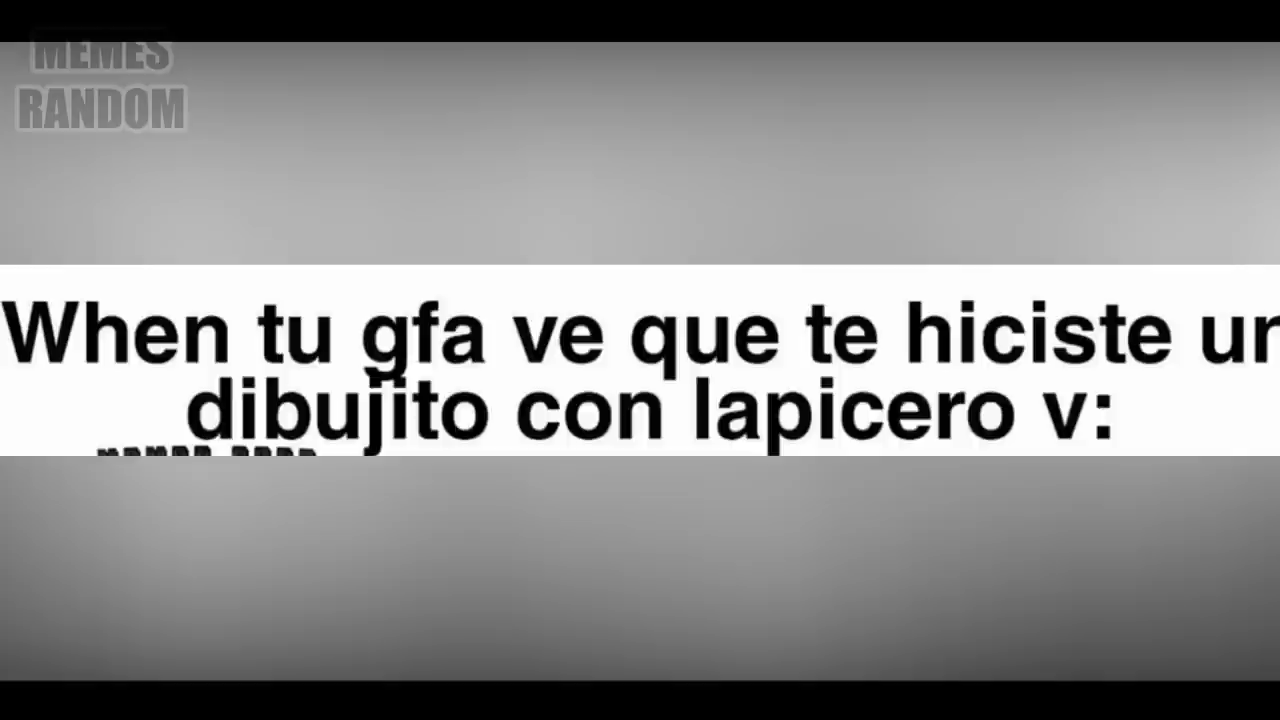 MEMES
RANDOM
When tu gfa ve que te hiciste un
dibujito con lapicero v: